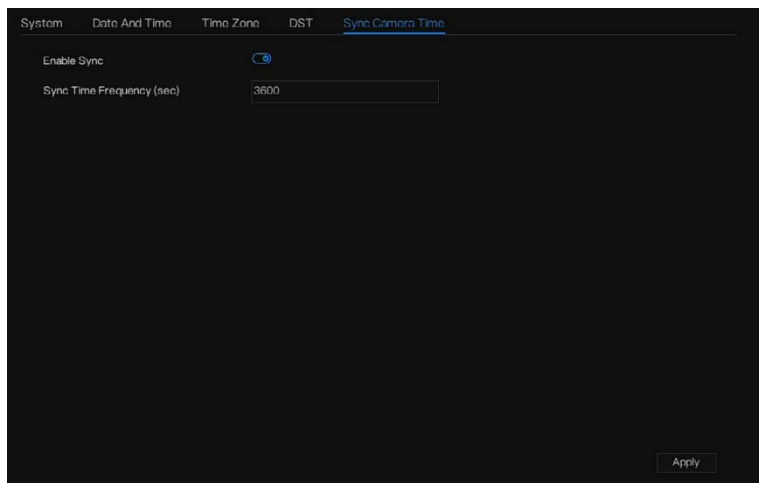 System Date And Time Time Zone DST Sync Camera Time
Enable Sync
Sync Time Frequency (sec) 3600
Apply